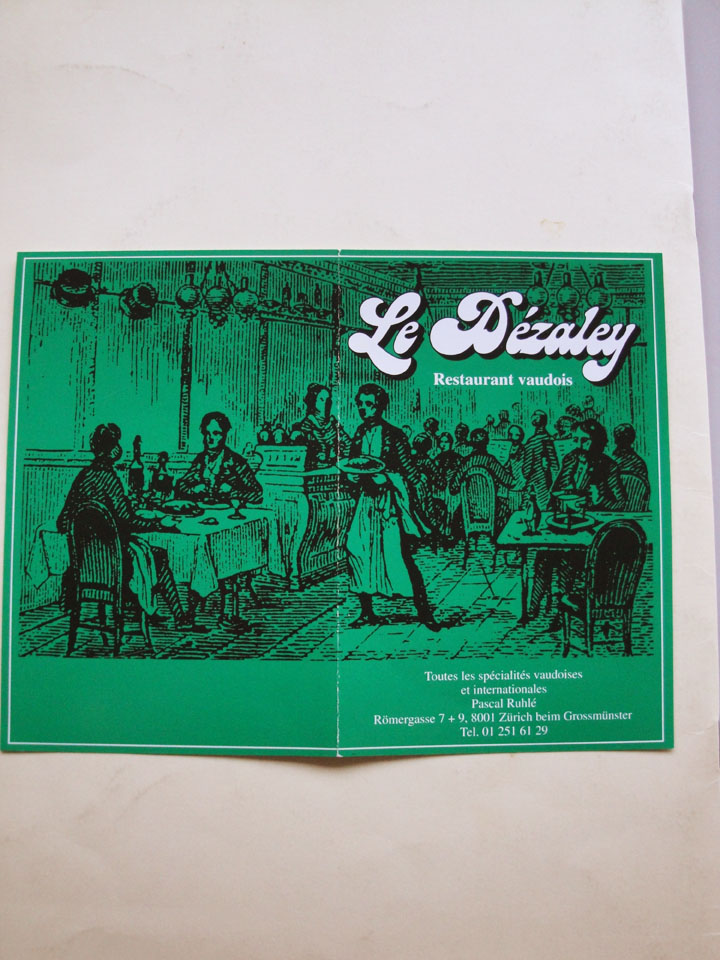 Le Dézaley
Restaurant vaudois
Toutes les spécialités vaudoises
et internationales
Pascal Ruhlé
Römergasse 7 + 9, 8001 Zürich beim Grossmünster
Tel. 01 251 61 29